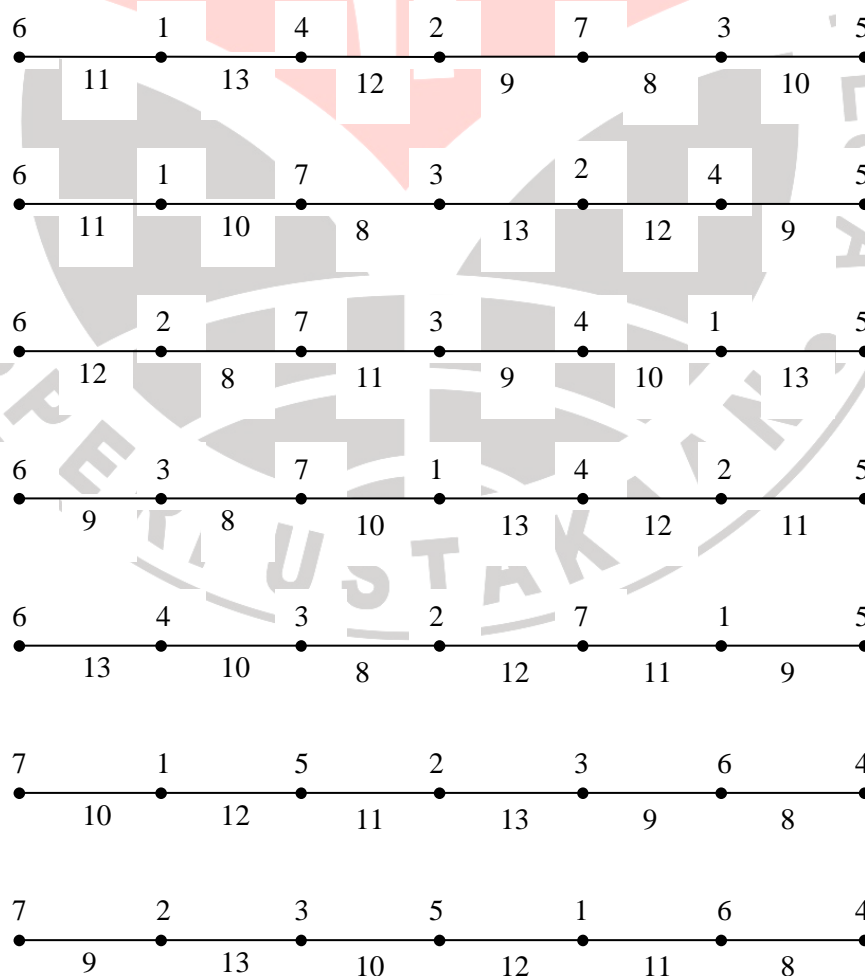 6 1 4 2 7 3 5
11 13 12 9 8 10
6 1 7 3 2 4 5
11 10 8 13 12 9
6 2 7 3 4 1 5
12 8 11 9 10 13
6 3 7 1 4 2 5
9 8 10 13 12 11
6 4 3 2 7 1 5
13 10 8 12 11 9
7 1 5 2 3 6 4
10 12 11 13 9 8
7 2 3 5 1 6 4
9 13 10 12 11 8